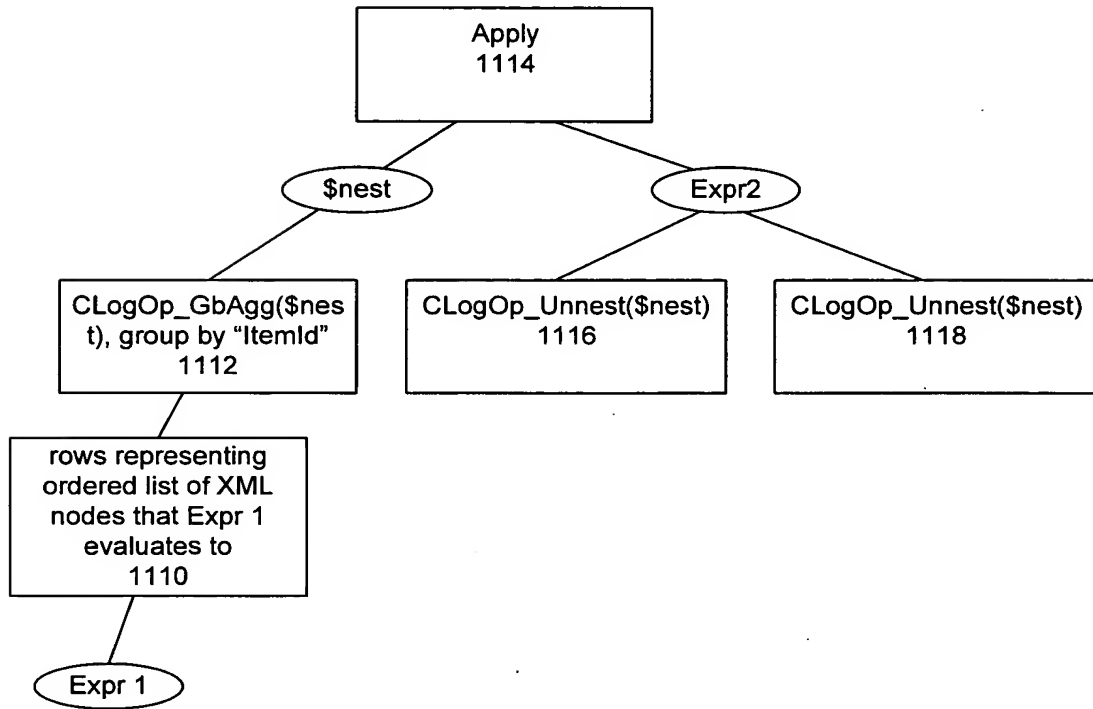 Apply
1114
$nest
Expr2
CLogOp_GbAgg($nes
t), group by “ItemId”
1112
CLogOp_Unnest($nest)
1116
CLogOp_Unnest($nest)
1118
rows representing
ordered list of XML
nodes that Expr 1
evaluates to
1110
Expr 1